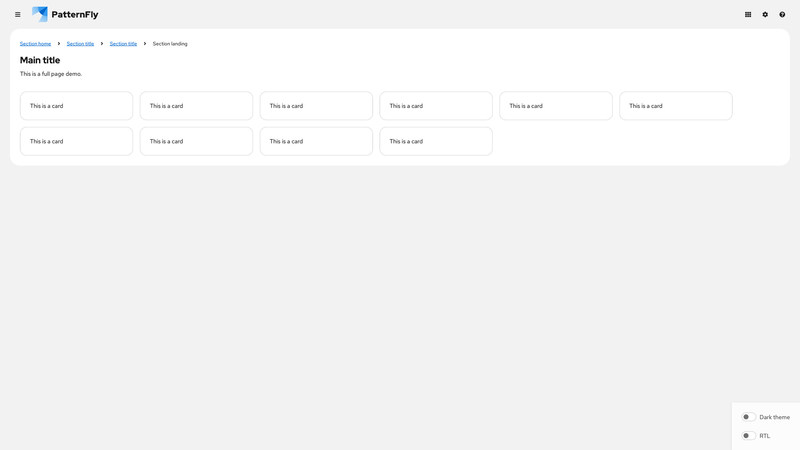 PatternFly
Section home Section title Section title Section landing
Main title
This is a full page demo.
This is a card This is a card This is a card This is a card This is a card This is a card
This is a card This is a card This is a card This is a card
Dark theme
RTL